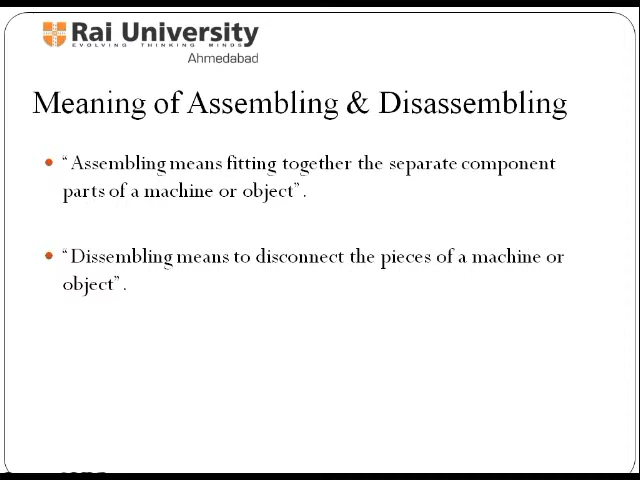 Rai University
EVOLVING THINKING MINDS
Ahmedabad
Meaning of Assembling & Disassembling
• “Assembling means fitting together the separate component
parts of a machine or object”.
• “Dissembling means to disconnect the pieces of a machine or
object”.